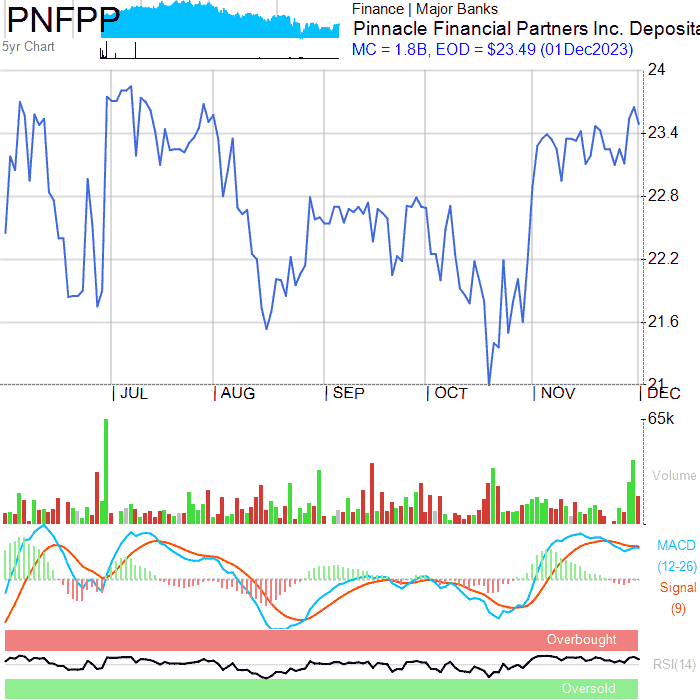 PNFPP
Finance | Major Banks
Pinnacle Financial Partners Inc. Deposita
5yr Chart
MC = 1.8B, EOD = $23.49 (01Dec2023)
24
23.4
22.8
22.2
21.6
21
JUL AUG SEP OCT NOV DEC
65k
Volume
MACD
(12-26)
Signal
(9)
Overbought
RSI(14)
Oversold